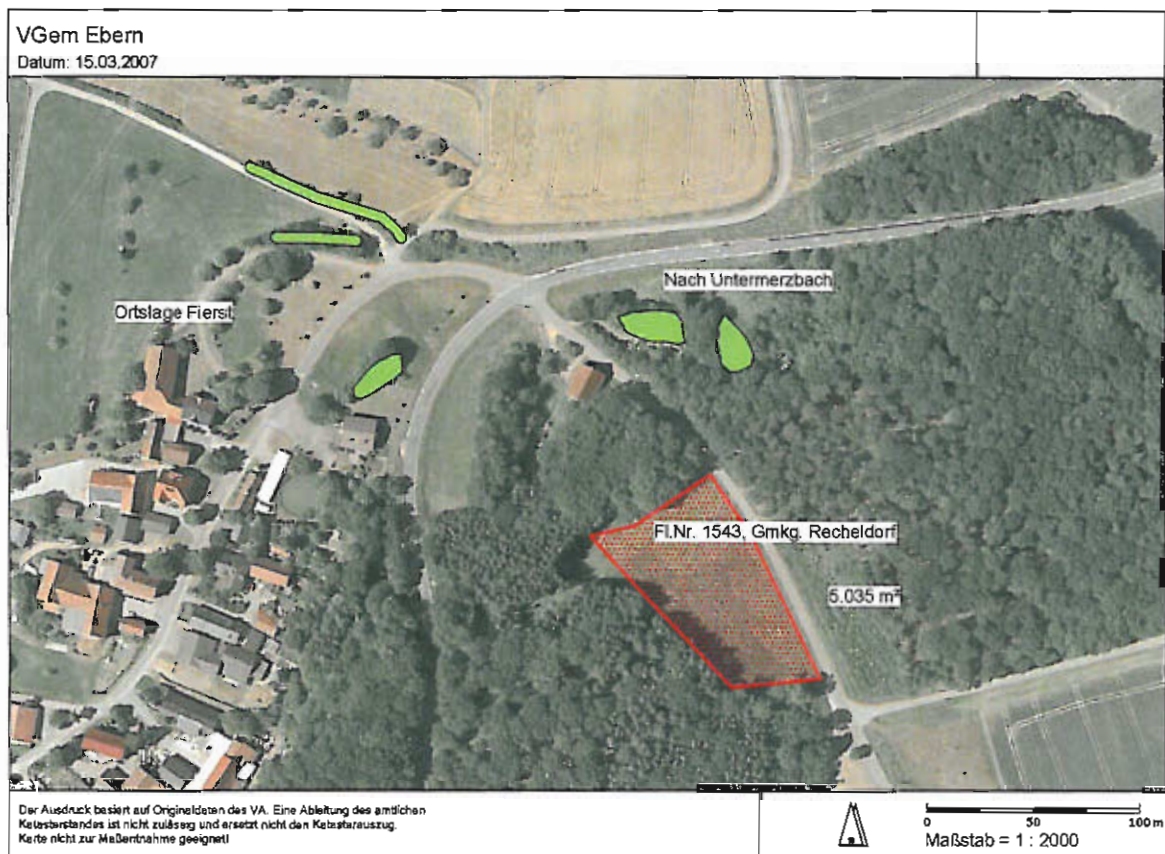 VGem Ebern
Datum: 15.03.2007
Nach Untermerzbach
Ortslage Fierst
Fl.Nr. 1543, Gmkg. Recheldorf
5.035 m²
Der Ausdruck basiert auf Originaldaten des VA. Eine Ableitung des amtlichen
Katasterstandes ist nicht zulässig und ersetzt nicht den Katasterauszug.
Karte nicht zur Maßentnahme geeignet!
0 50 100 m
Maßstab = 1 : 2000